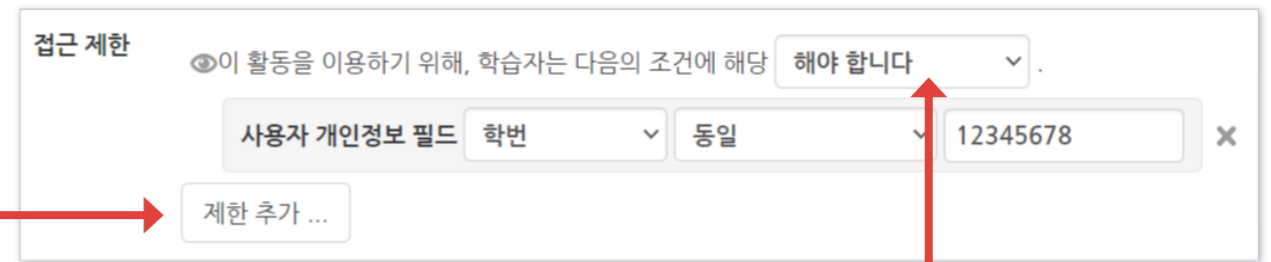 접근 제한
이 활동을 이용하기 위해, 학습자는 다음의 조건에 해당 해야 합니다 .
사용자 개인정보 필드 학번 동일 12345678
제한 추가 ...